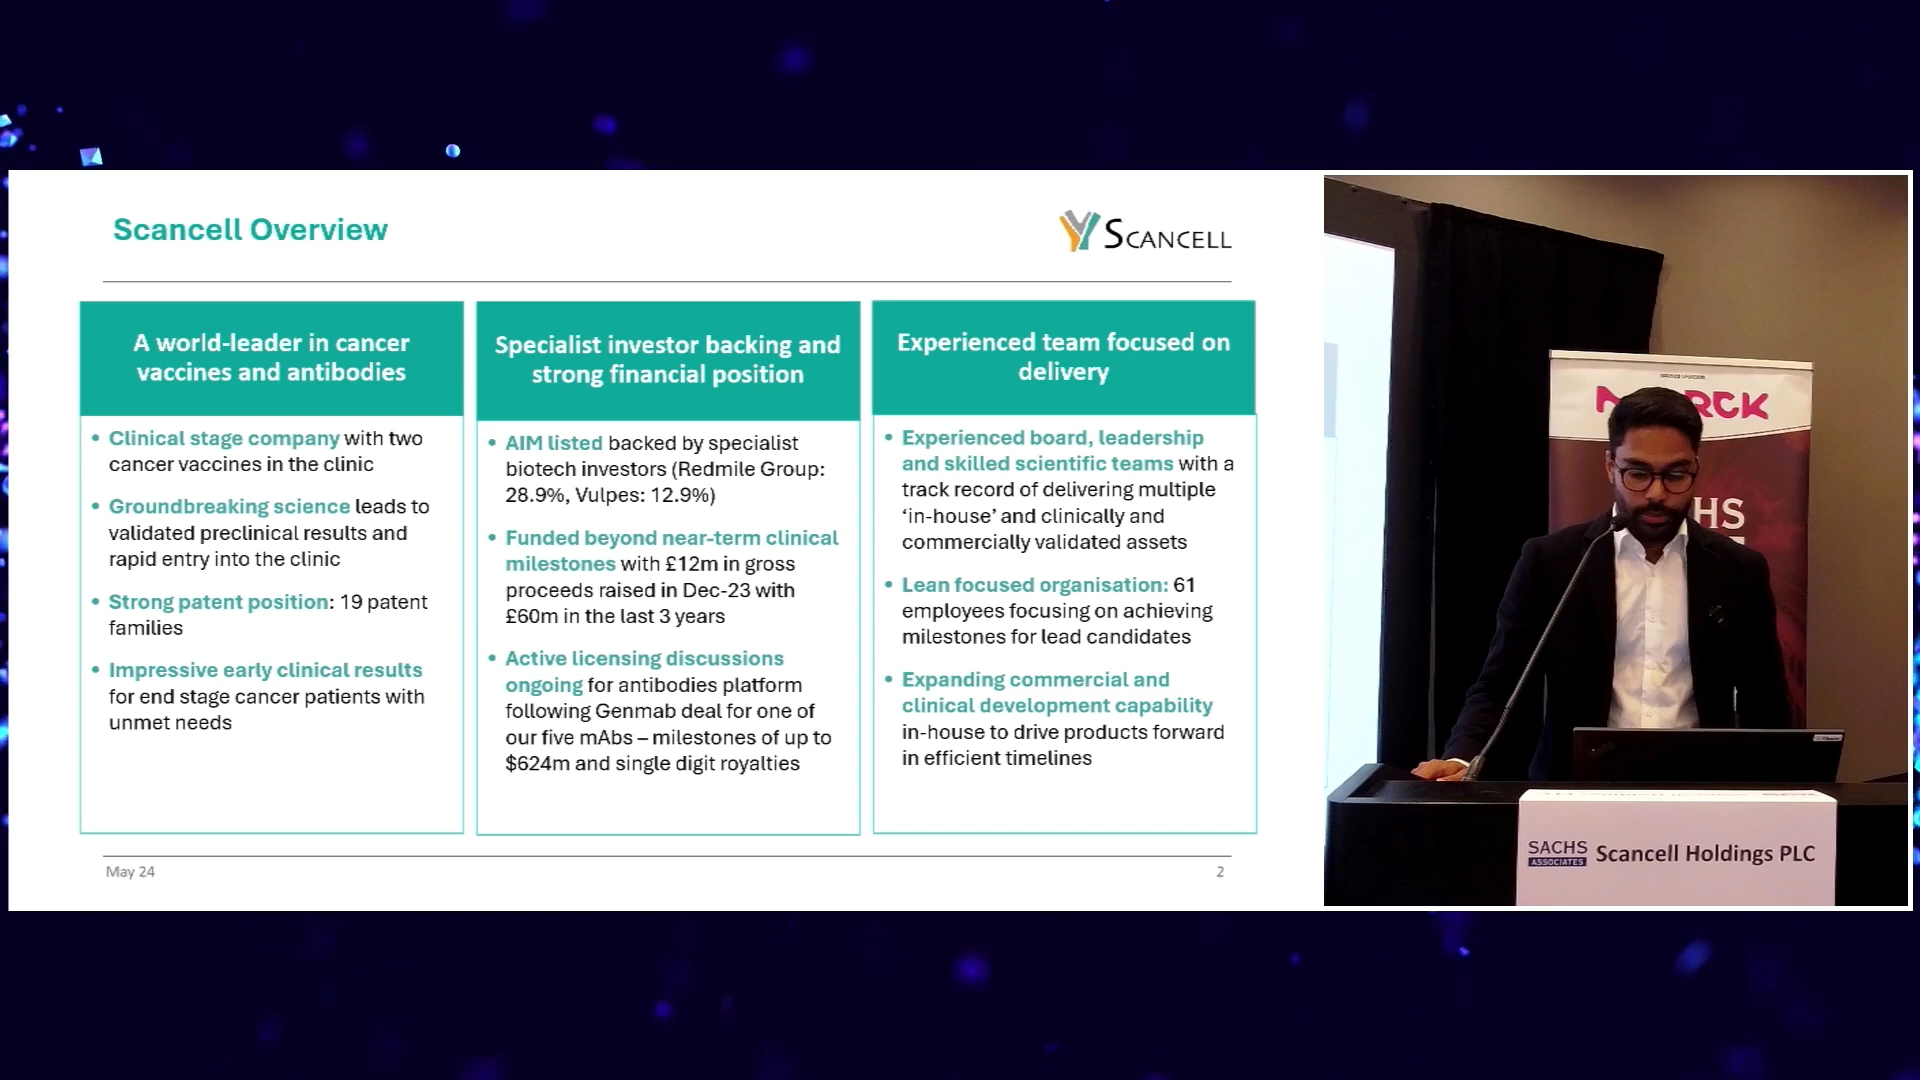 Scancell Overview
SCANCELL
A world-leader in cancer
vaccines and antibodies
• Clinical stage company with two
cancer vaccines in the clinic
• Groundbreaking science leads to
validated preclinical results and
rapid entry into the clinic
• Strong patent position: 19 patent
families
• Impressive early clinical results
for end stage cancer patients with
unmet needs
Specialist investor backing and
strong financial position
• AIM listed backed by specialist
biotech investors (Redmile Group:
28.9%, Vulpes: 12.9%)
• Funded beyond near-term clinical
milestones with £12m in gross
proceeds raised in Dec-23 with
£60m in the last 3 years
• Active licensing discussions
ongoing for antibodies platform
following Genmab deal for one of
our five mAbs – milestones of up to
$624m and single digit royalties
Experienced team focused on
delivery
• Experienced board, leadership
and skilled scientific teams with a
track record of delivering multiple
‘in-house’ and clinically and
commercially validated assets
• Lean focused organisation: 61
employees focusing on achieving
milestones for lead candidates
• Expanding commercial and
clinical development capability
in-house to drive products forward
in efficient timelines
May 24
2
SACHS
ASSOCIATES
Scancell Holdings PLC